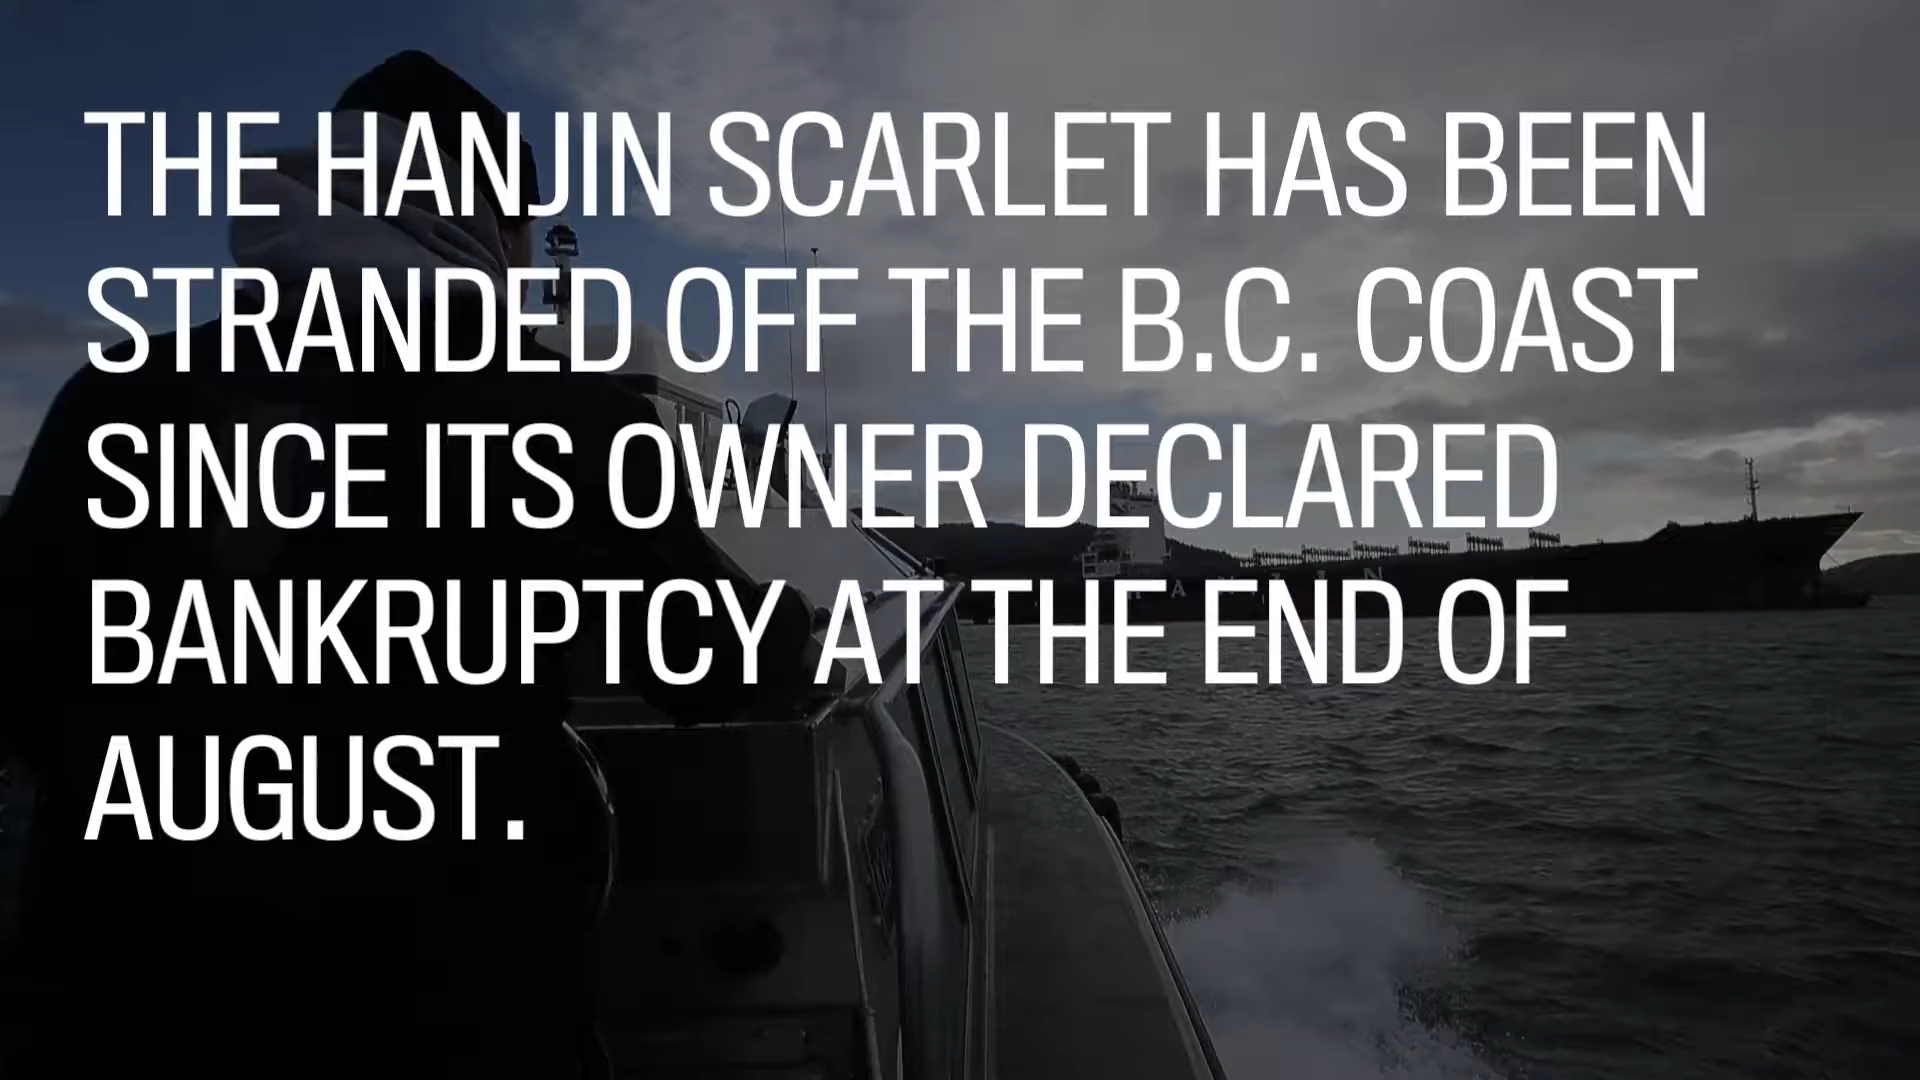 THE HANJIN SCARLET HAS BEEN
STRANDED OFF THE B.C. COAST
SINCE ITS OWNER DECLARED
BANKRUPTCY AT THE END OF
AUGUST.